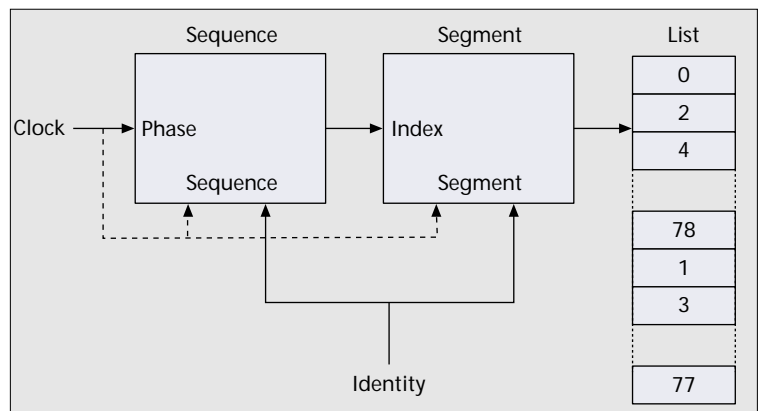 Sequence
Segment
List
Clock
Phase
Sequence
Index
Segment
0
2
4
78
1
3
77
Identity